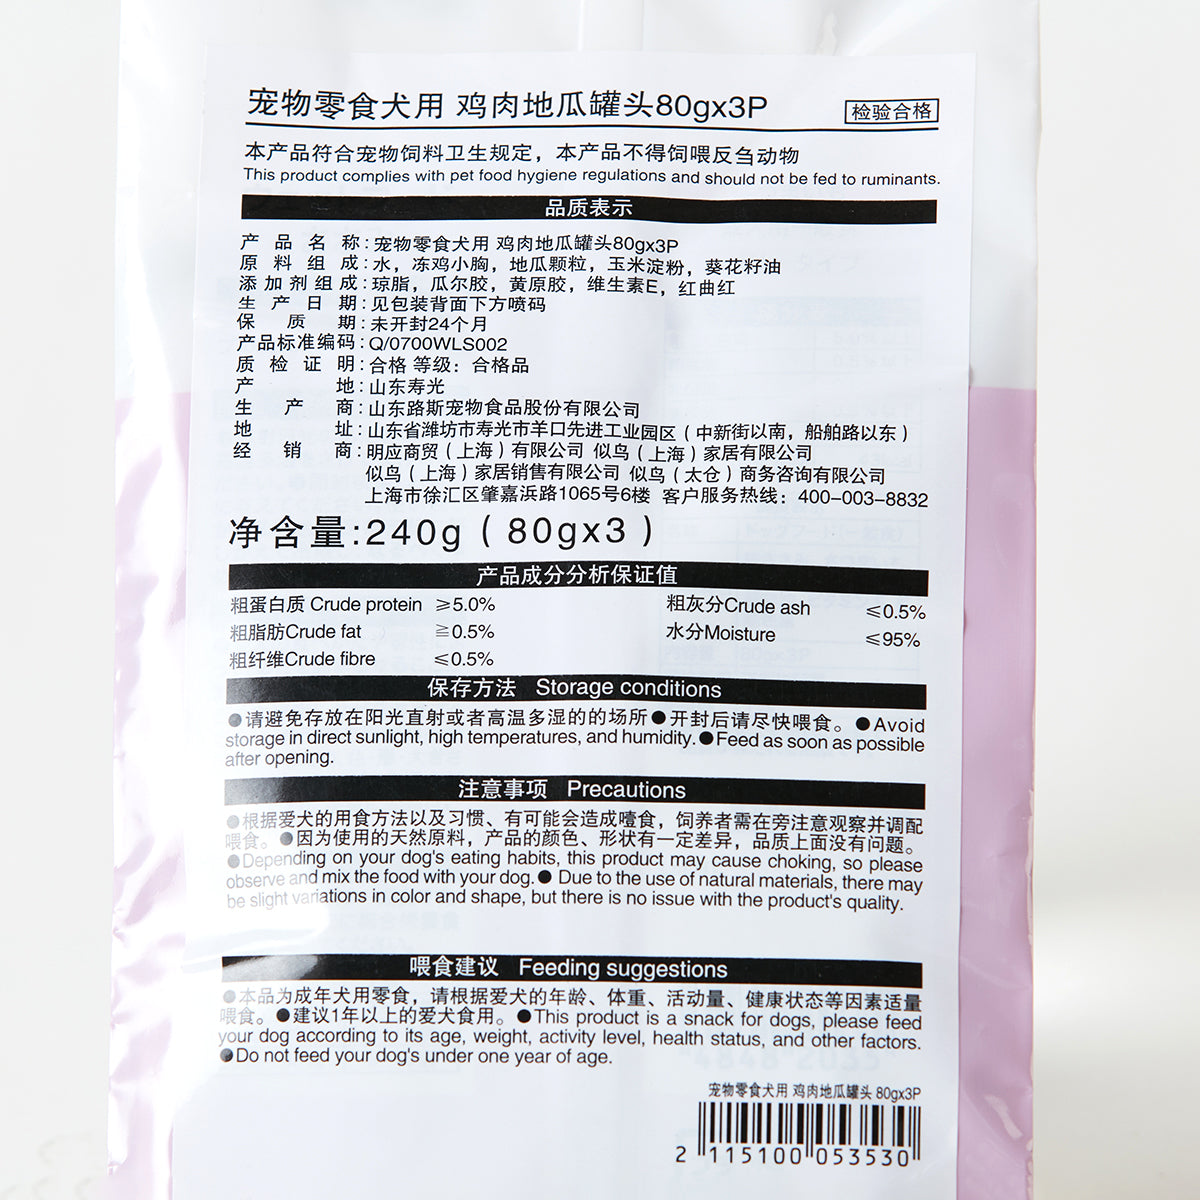 宠物零食犬用 鸡肉地瓜罐头80gx3P 检验合格
本产品符合宠物饲料卫生规定，本产品不得饲喂反刍动物
This product complies with pet food hygiene regulations and should not be fed to ruminants.
品质表示
产品名称：宠物零食犬用 鸡肉地瓜罐头80gx3P
原料组成：水，冻鸡小胸，地瓜颗粒，玉米淀粉，葵花籽油
添加剂组成：琼脂，瓜尔胶，黄原胶，维生素E，红曲红
生产日期：见包装背面下方喷码
保质期：未开封24个月
产品标准编码：Q/0700WLS002
质检证明：合格 等级：合格品
产地：山东寿光
生产商：山东路斯宠物食品股份有限公司
地址：山东省潍坊市寿光市羊口先进工业园区（中新街以南，船舶路以东）
经销商：明应商贸（上海）有限公司 似鸟（上海）家居有限公司
似鸟（上海）家居销售有限公司 似鸟（太仓）商务咨询有限公司
上海市徐汇区肇嘉浜路1065号6楼 客户服务热线：400-003-8832
净含量:240g（80gx3）
产品成分分析保证值
粗蛋白质 Crude protein ≥5.0% 粗灰分Crude ash ≤0.5%
粗脂肪Crude fat ≧0.5% 水分Moisture ≤95%
粗纤维Crude fibre ≤0.5%
保存方法 Storage conditions
●请避免存放在阳光直射或者高温多湿的的场所●开封后请尽快喂食。●Avoid
storage in direct sunlight, high temperatures, and humidity.●Feed as soon as possible
after opening.
注意事项 Precautions
●根据爱犬的用食方法以及习惯、有可能会造成噎食，饲养者需在旁注意观察并调配
喂食。●因为使用的天然原料，产品的颜色、形状有一定差异，品质上面没有问题。
●Depending on your dog's eating habits, this product may cause choking, so please
observe and mix the food with your dog.● Due to the use of natural materials, there may
be slight variations in color and shape, but there is no issue with the product's quality.
喂食建议 Feeding suggestions
●本品为成年犬用零食，请根据爱犬的年龄、体重、活动量、健康状态等因素适量
喂食。●建议1年以上的爱犬食用。●This product is a snack for dogs, please feed
your dog according to its age, weight, activity level, health status, and other factors.
●Do not feed your dog's under one year of age.
宠物零食犬用 鸡肉地瓜罐头 80gx3P
2 115100 053530